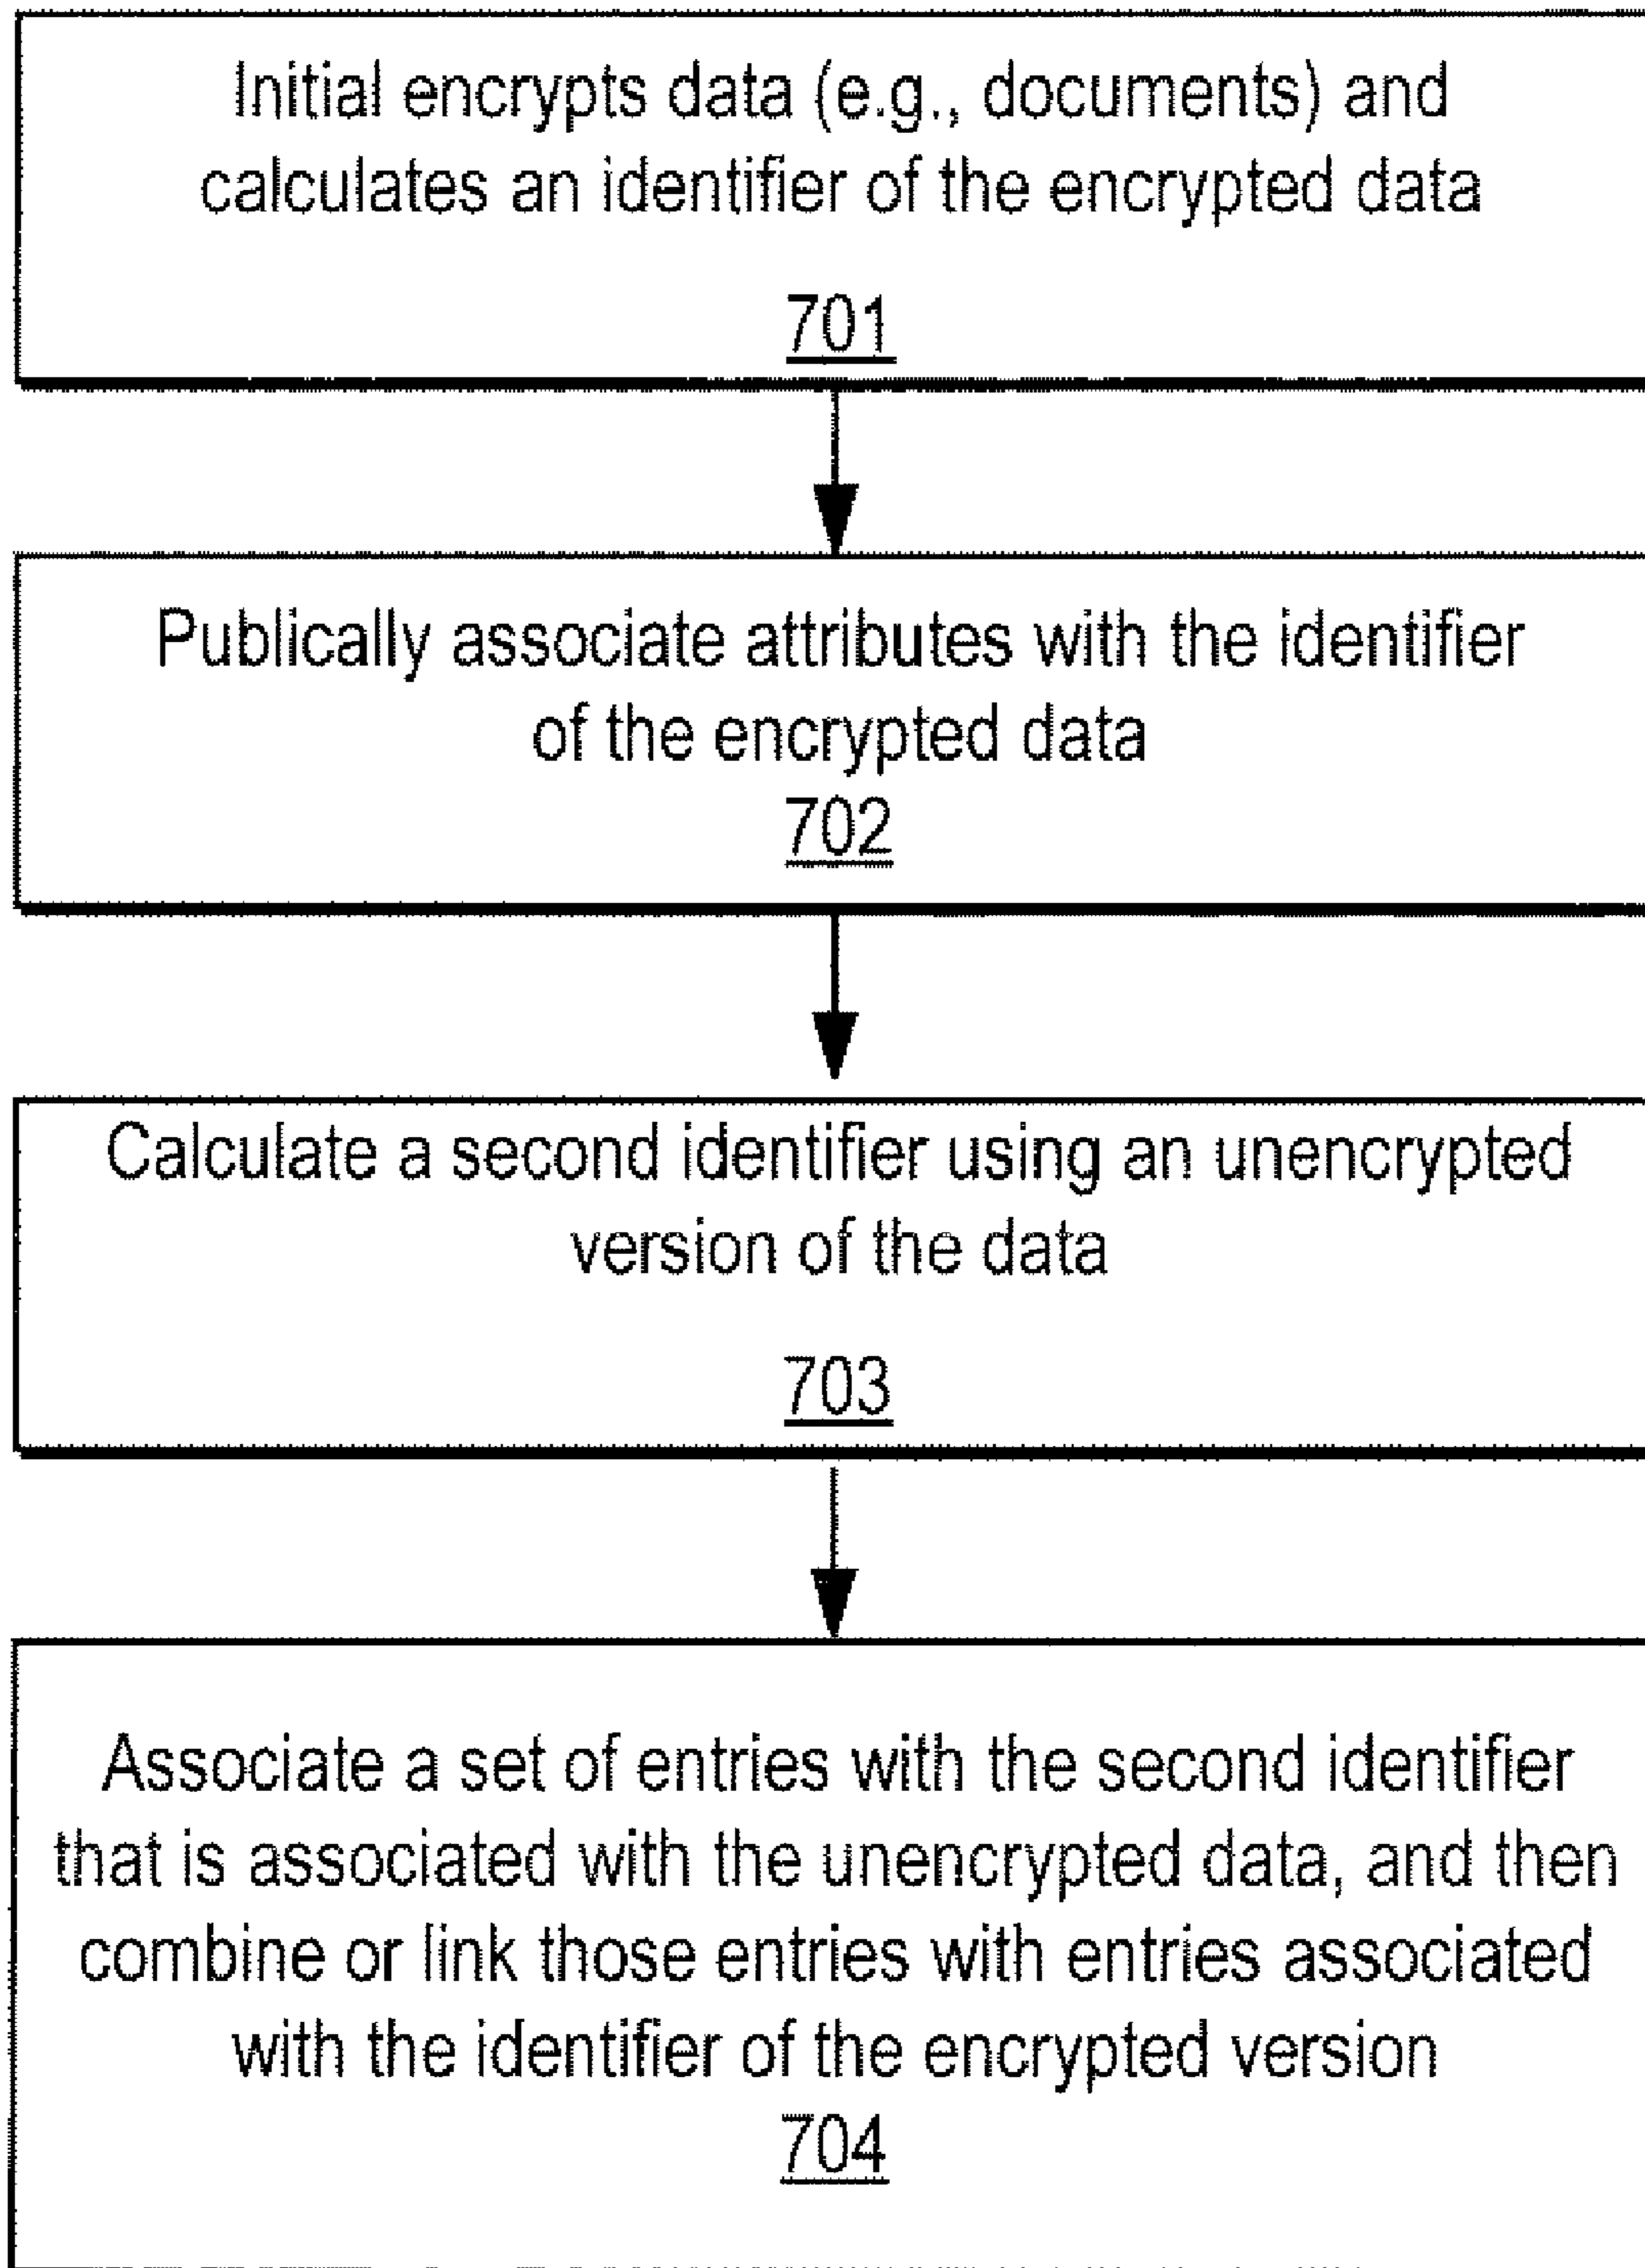 Initial encrypts data (e.g., documents) and
calculates an identifier of the encrypted data
701
Publically associate attributes with the identifier
of the encrypted data
702
Calculate a second identifier using an unencrypted
version of the data
703
Associate a set of entries with the second identifier
that is associated with the unencrypted data, and then
combine or link those entries with entries associated
with the identifier of the encrypted version
704